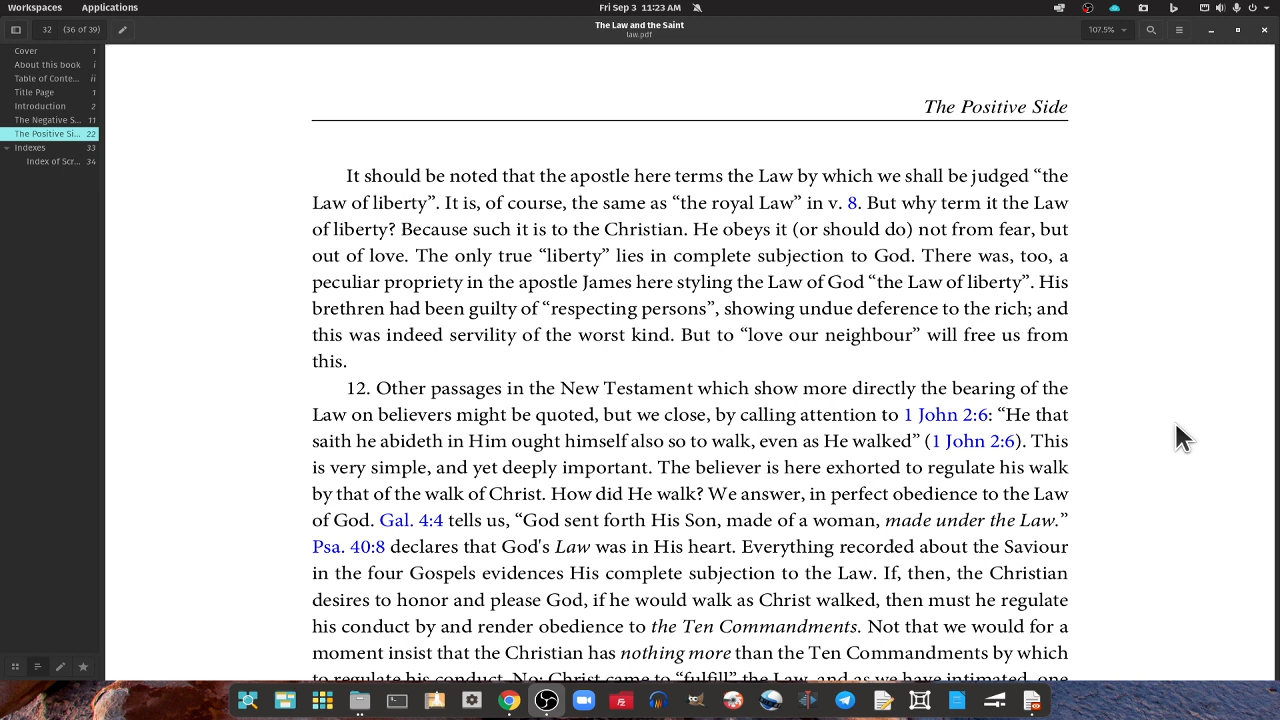 Workspaces Applications Fri Sep 3 11:23 AM
The Law and the Saint
law.pdf
32 (36 of 39) 107.5%
Cover 1
About this book i
Table of Conte... ii
Title Page 1
Introduction 2
The Negative S... 11
The Positive Si... 22
Indexes 33
Index of Scr... 34
The Positive Side
It should be noted that the apostle here terms the Law by which we shall be judged “the
Law of liberty”. It is, of course, the same as “the royal Law” in v. 8. But why term it the Law
of liberty? Because such it is to the Christian. He obeys it (or should do) not from fear, but
out of love. The only true “liberty” lies in complete subjection to God. There was, too, a
peculiar propriety in the apostle James here styling the Law of God “the Law of liberty”. His
brethren had been guilty of “respecting persons”, showing undue deference to the rich; and
this was indeed servility of the worst kind. But to “love our neighbour” will free us from
this.
12. Other passages in the New Testament which show more directly the bearing of the
Law on believers might be quoted, but we close, by calling attention to 1 John 2:6: “He that
saith he abideth in Him ought himself also so to walk, even as He walked” (1 John 2:6). This
is very simple, and yet deeply important. The believer is here exhorted to regulate his walk
by that of the walk of Christ. How did He walk? We answer, in perfect obedience to the Law
of God. Gal. 4:4 tells us, “God sent forth His Son, made of a woman, made under the Law.”
Psa. 40:8 declares that God's Law was in His heart. Everything recorded about the Saviour
in the four Gospels evidences His complete subjection to the Law. If, then, the Christian
desires to honor and please God, if he would walk as Christ walked, then must he regulate
his conduct by and render obedience to the Ten Commandments. Not that we would for a
moment insist that the Christian has nothing more than the Ten Commandments by which
to regulate his conduct. No; Christ came to “fulfill” the Law, and as we have intimated, one